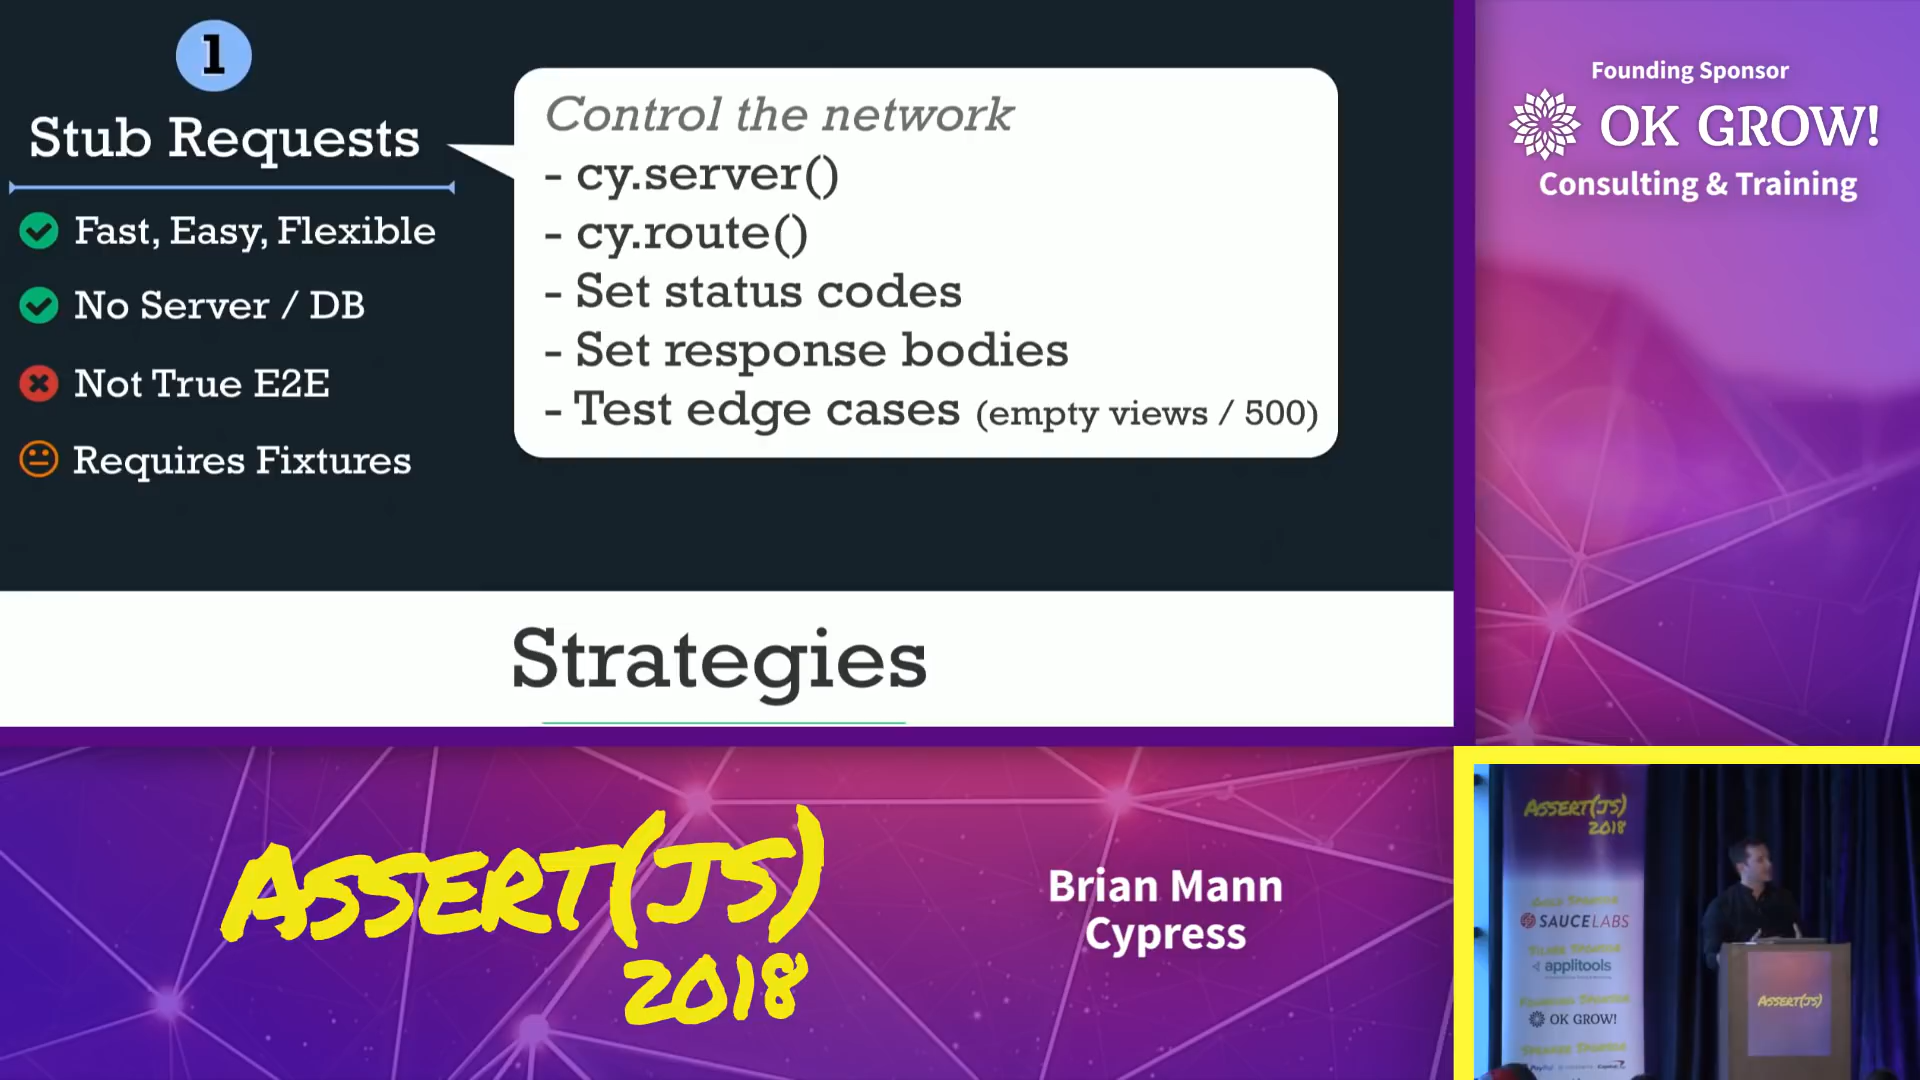 1
Stub Requests
Fast, Easy, Flexible
No Server / DB
Not True E2E
Requires Fixtures
Control the network
- cy.server()
- cy.route()
- Set status codes
- Set response bodies
- Test edge cases (empty views / 500)
Strategies
Founding Sponsor
OK GROW!
Consulting & Training
ASSERT(JS)
2018
Brian Mann
Cypress
ASSERT(JS)
2018
SAUCELABS
applitools
OK GROW!
PayPal
ASSERT(JS)